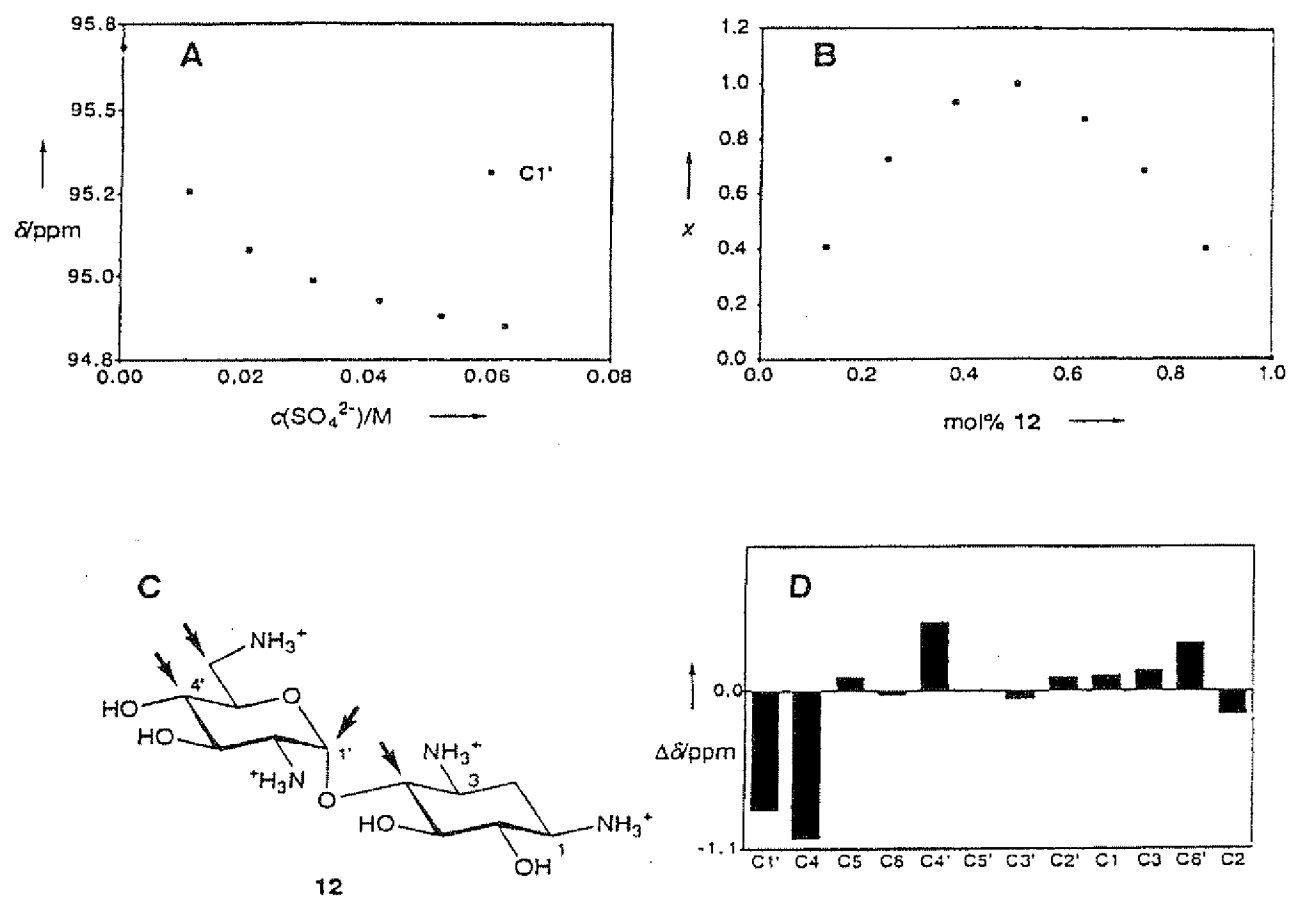 A
95.8
95.5
95.2
95.0
94.8
δ/ppm
C1'
0.00 0.02 0.04 0.06 0.08
c(SO₄²⁻)/M
B
1.2
1.0
0.8
0.6
0.4
0.2
0.0
χ
0.0 0.2 0.4 0.6 0.8 1.0
mol% 12
C
NH₃⁺
4'
O
HO
HO
1'
⁺H₃N
O
NH₃⁺
3
HO
1
NH₃⁺
OH
12
D
0.0
Δδ/ppm
-1.1
C1' C4 C5 C6 C4' C5' C3' C2' C1 C3 C6' C2